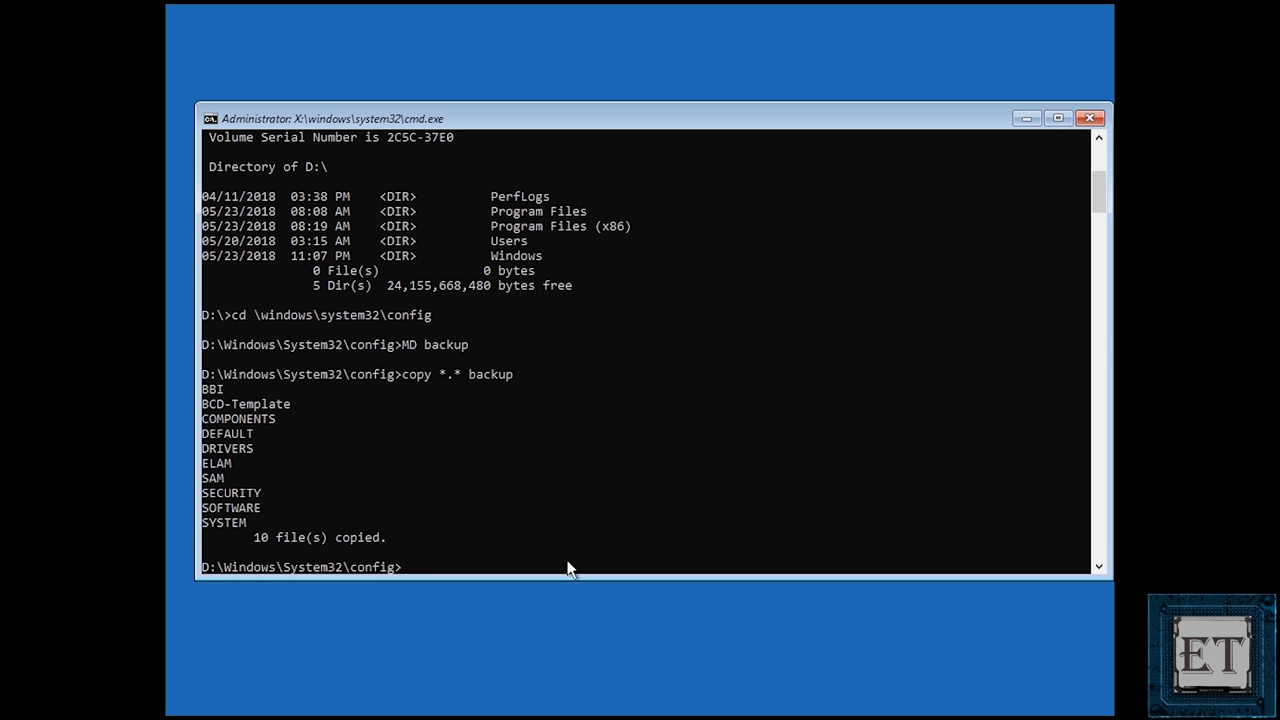 Administrator: X:\windows\system32\cmd.exe
Volume Serial Number is 2C5C-37E0
Directory of D:\
04/11/2018  03:38 PM    <DIR>          PerfLogs
05/23/2018  08:08 AM    <DIR>          Program Files
05/23/2018  08:19 AM    <DIR>          Program Files (x86)
05/20/2018  03:15 AM    <DIR>          Users
05/23/2018  11:07 PM    <DIR>          Windows
0 File(s)              0 bytes
5 Dir(s)  24,155,668,480 bytes free
D:\>cd \windows\system32\config
D:\Windows\System32\config>MD backup
D:\Windows\System32\config>copy *.* backup
BBI
BCD-Template
COMPONENTS
DEFAULT
DRIVERS
ELAM
SAM
SECURITY
SOFTWARE
SYSTEM
10 file(s) copied.
D:\Windows\System32\config>
ET